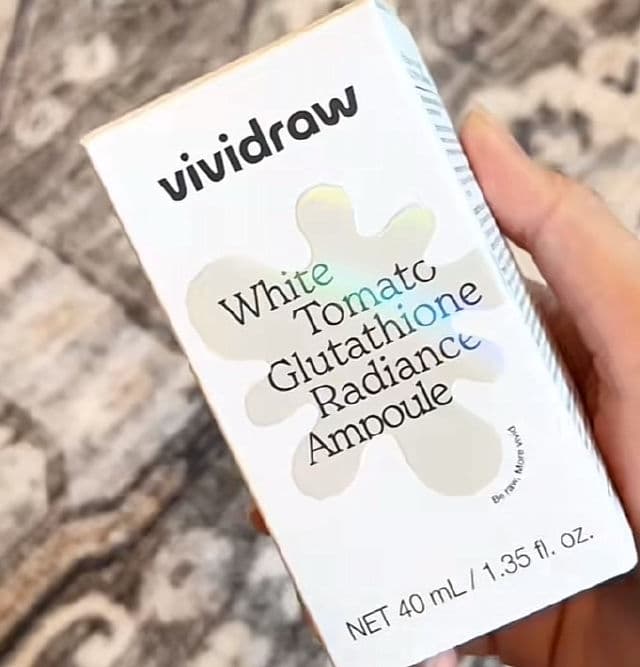 vividraw
White
Tomato
Glutathione
Radiance
Ampoule
Be raw, More vivid
NET 40 mL / 1.35 fl. oz.